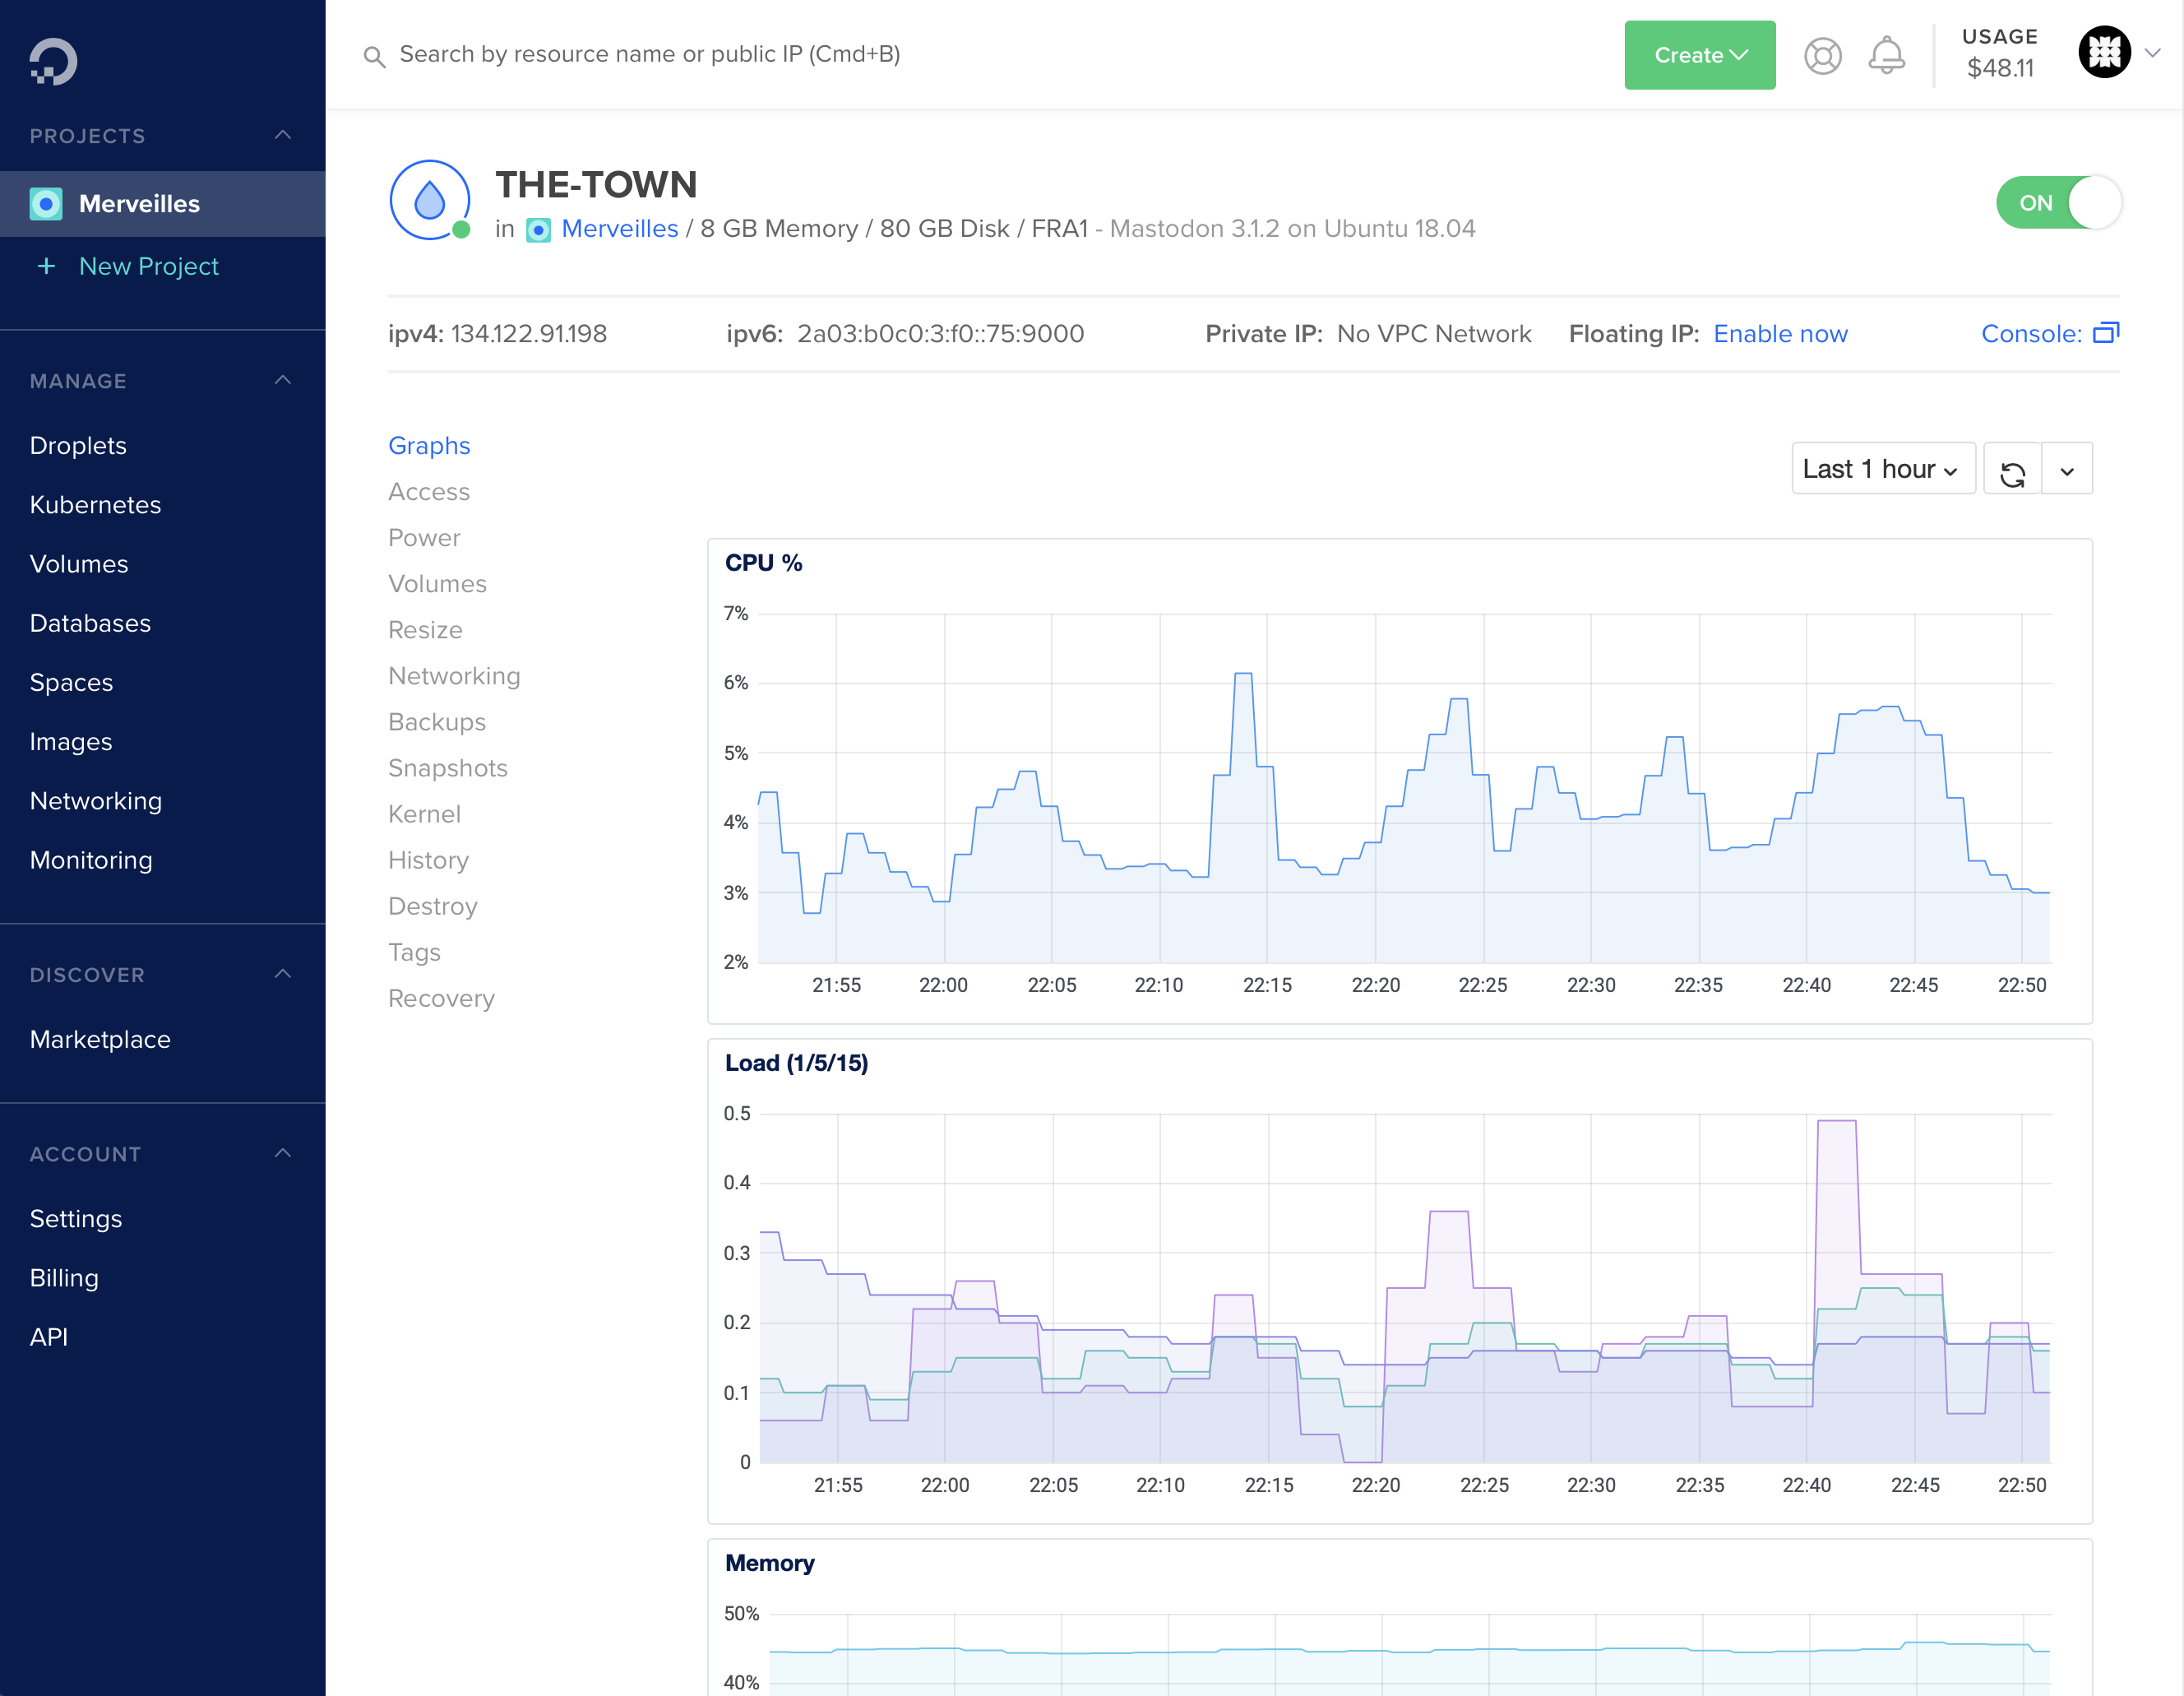 Search by resource name or public IP (Cmd+B)
Create
USAGE
$48.11
PROJECTS
Merveilles
+ New Project
MANAGE
Droplets
Kubernetes
Volumes
Databases
Spaces
Images
Networking
Monitoring
DISCOVER
Marketplace
ACCOUNT
Settings
Billing
API
THE-TOWN
in Merveilles / 8 GB Memory / 80 GB Disk / FRA1 - Mastodon 3.1.2 on Ubuntu 18.04
ON
ipv4: 134.122.91.198 ipv6: 2a03:b0c0:3:f0::75:9000 Private IP: No VPC Network Floating IP: Enable now Console:
Graphs
Access
Power
Volumes
Resize
Networking
Backups
Snapshots
Kernel
History
Destroy
Tags
Recovery
Last 1 hour
CPU %
7%
6%
5%
4%
3%
2%
21:55 22:00 22:05 22:10 22:15 22:20 22:25 22:30 22:35 22:40 22:45 22:50
Load (1/5/15)
0.5
0.4
0.3
0.2
0.1
0
21:55 22:00 22:05 22:10 22:15 22:20 22:25 22:30 22:35 22:40 22:45 22:50
Memory
50%
40%